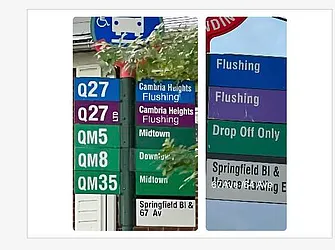 Q27 Cambria Heights
Flushing
Q27 Cambria Heights
Flushing
QM5 Midtown
QM8 Downtown
QM35 Midtown
Springfield Bl &
67 Av
Flushing
Flushing
Drop Off Only
Springfield Bl &